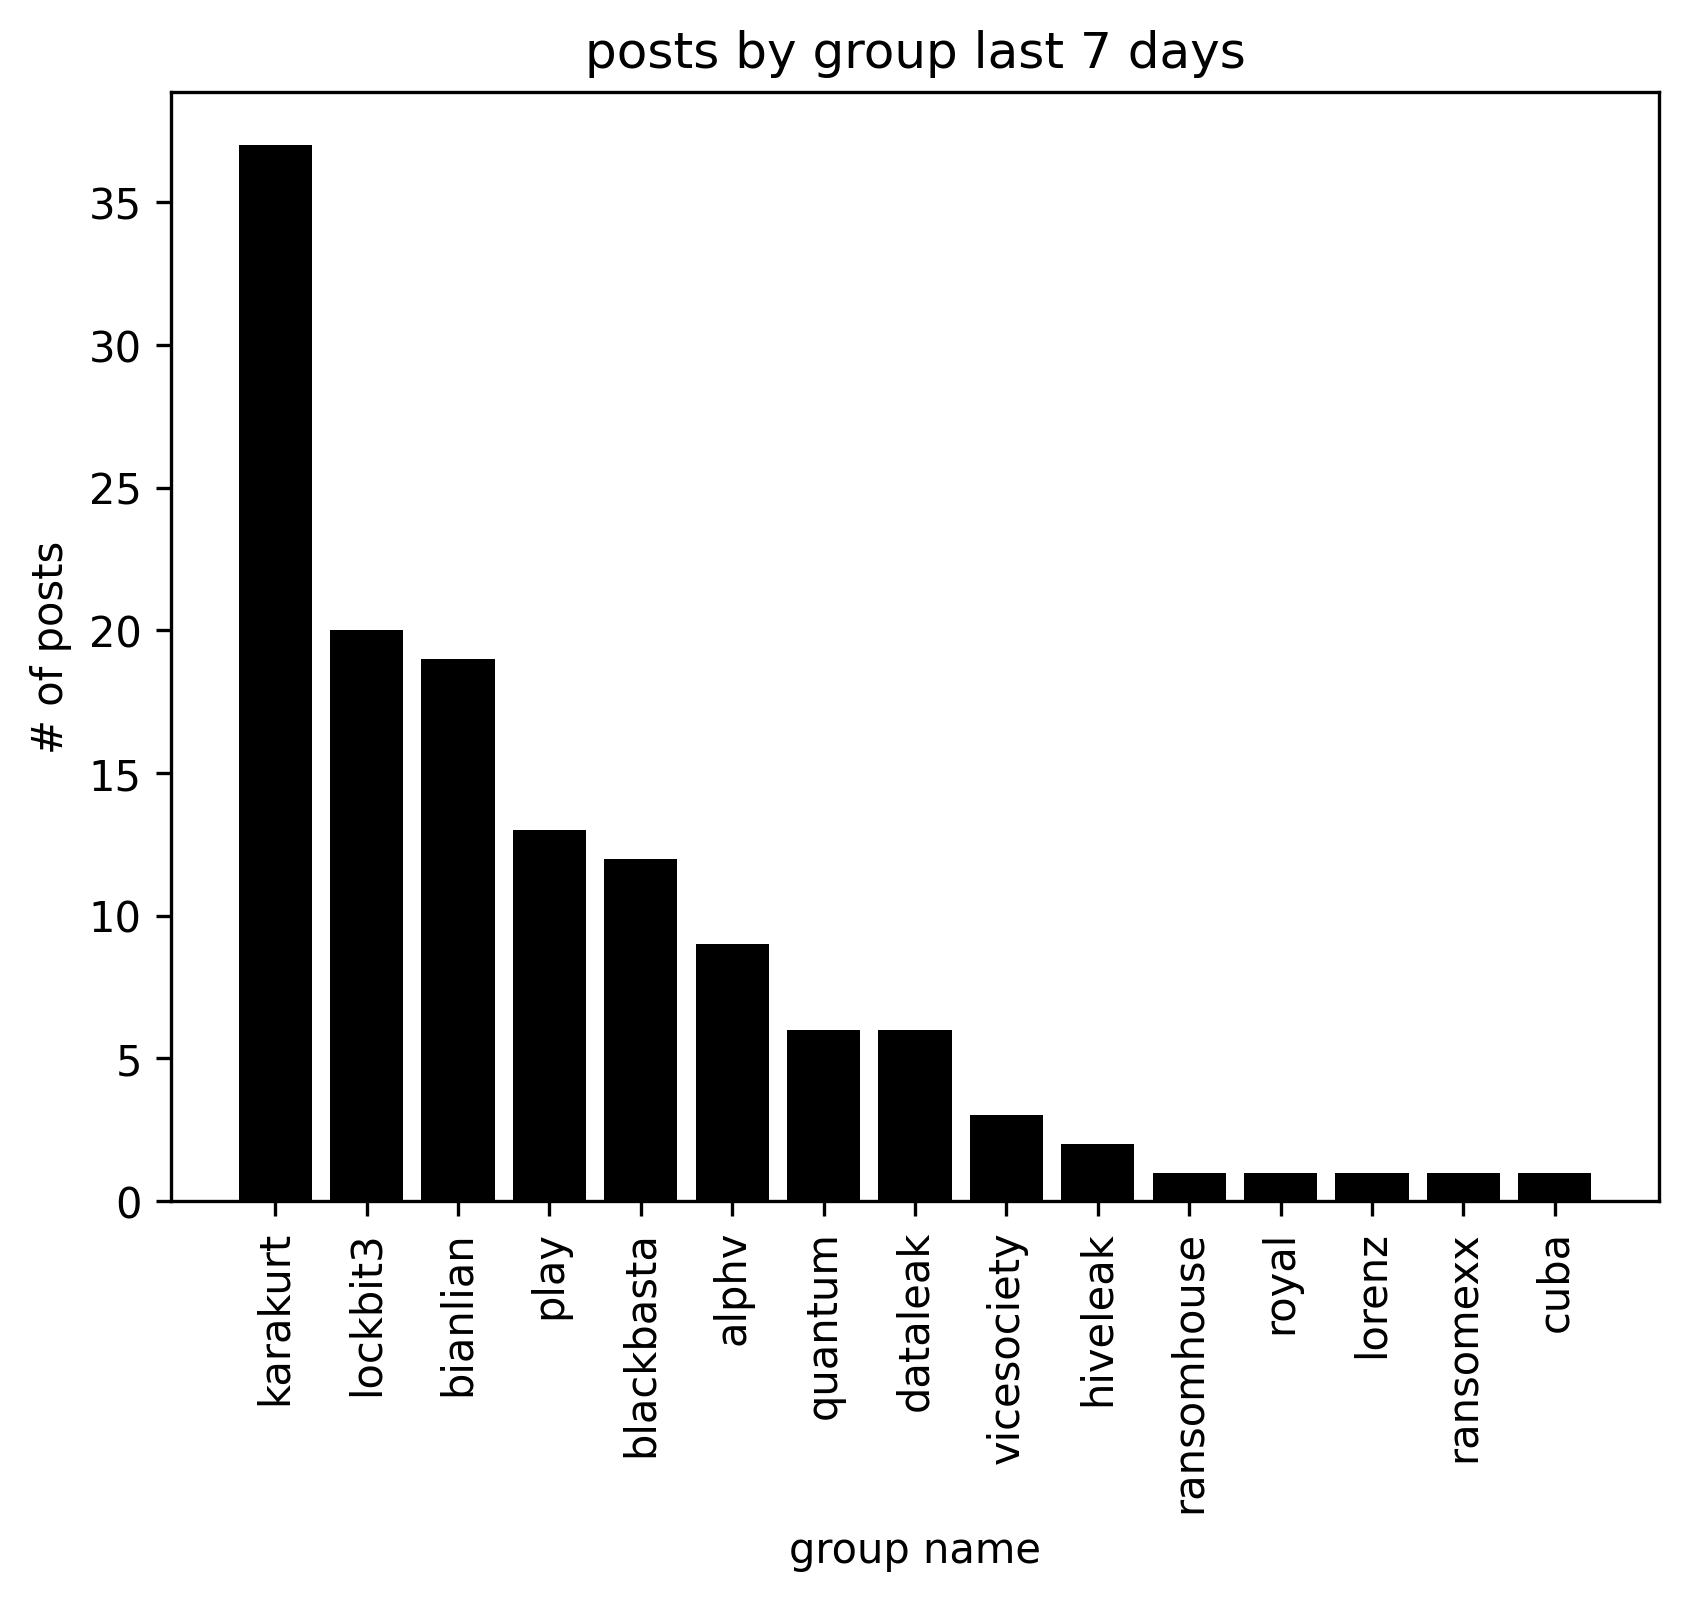 posts by group last 7 days
# of posts
35
30
25
20
15
10
5
0
karakurt
lockbit3
bianlian
play
blackbasta
alphv
quantum
dataleak
vicesociety
hiveleak
ransomhouse
royal
lorenz
ransomexx
cuba
group name